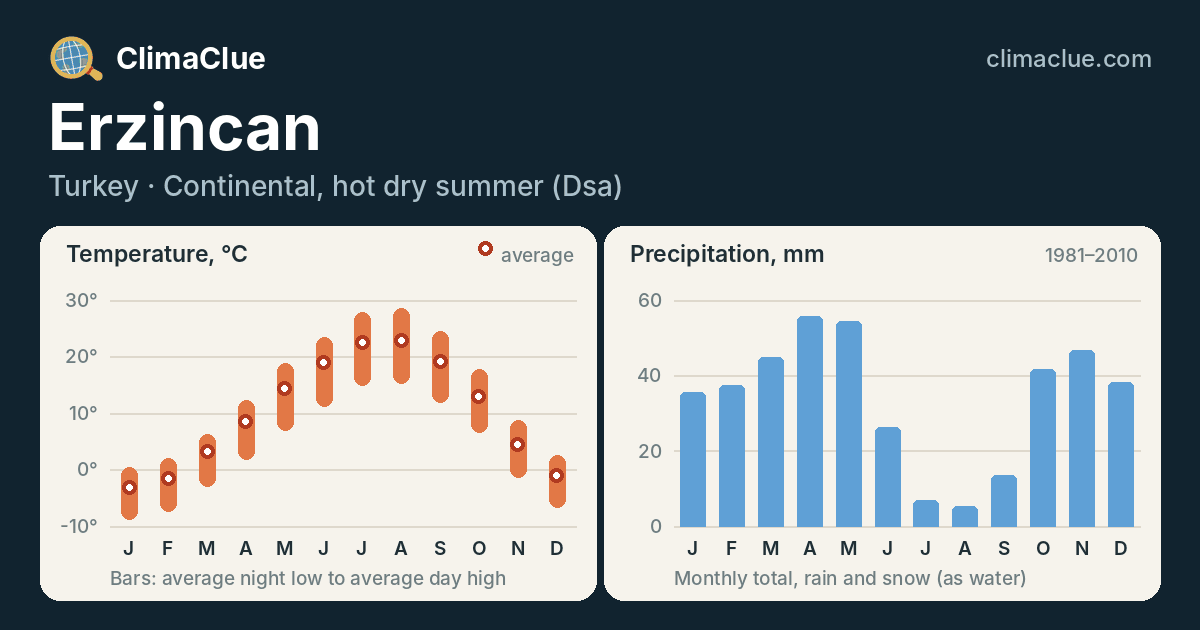 ClimaClue
climaclue.com
Erzincan
Turkey · Continental, hot dry summer (Dsa)
Temperature, °C
average
30°
20°
10°
0°
-10°
J F M A M J J A S O N D
Bars: average night low to average day high
Precipitation, mm
1981–2010
60
40
20
0
J F M A M J J A S O N D
Monthly total, rain and snow (as water)